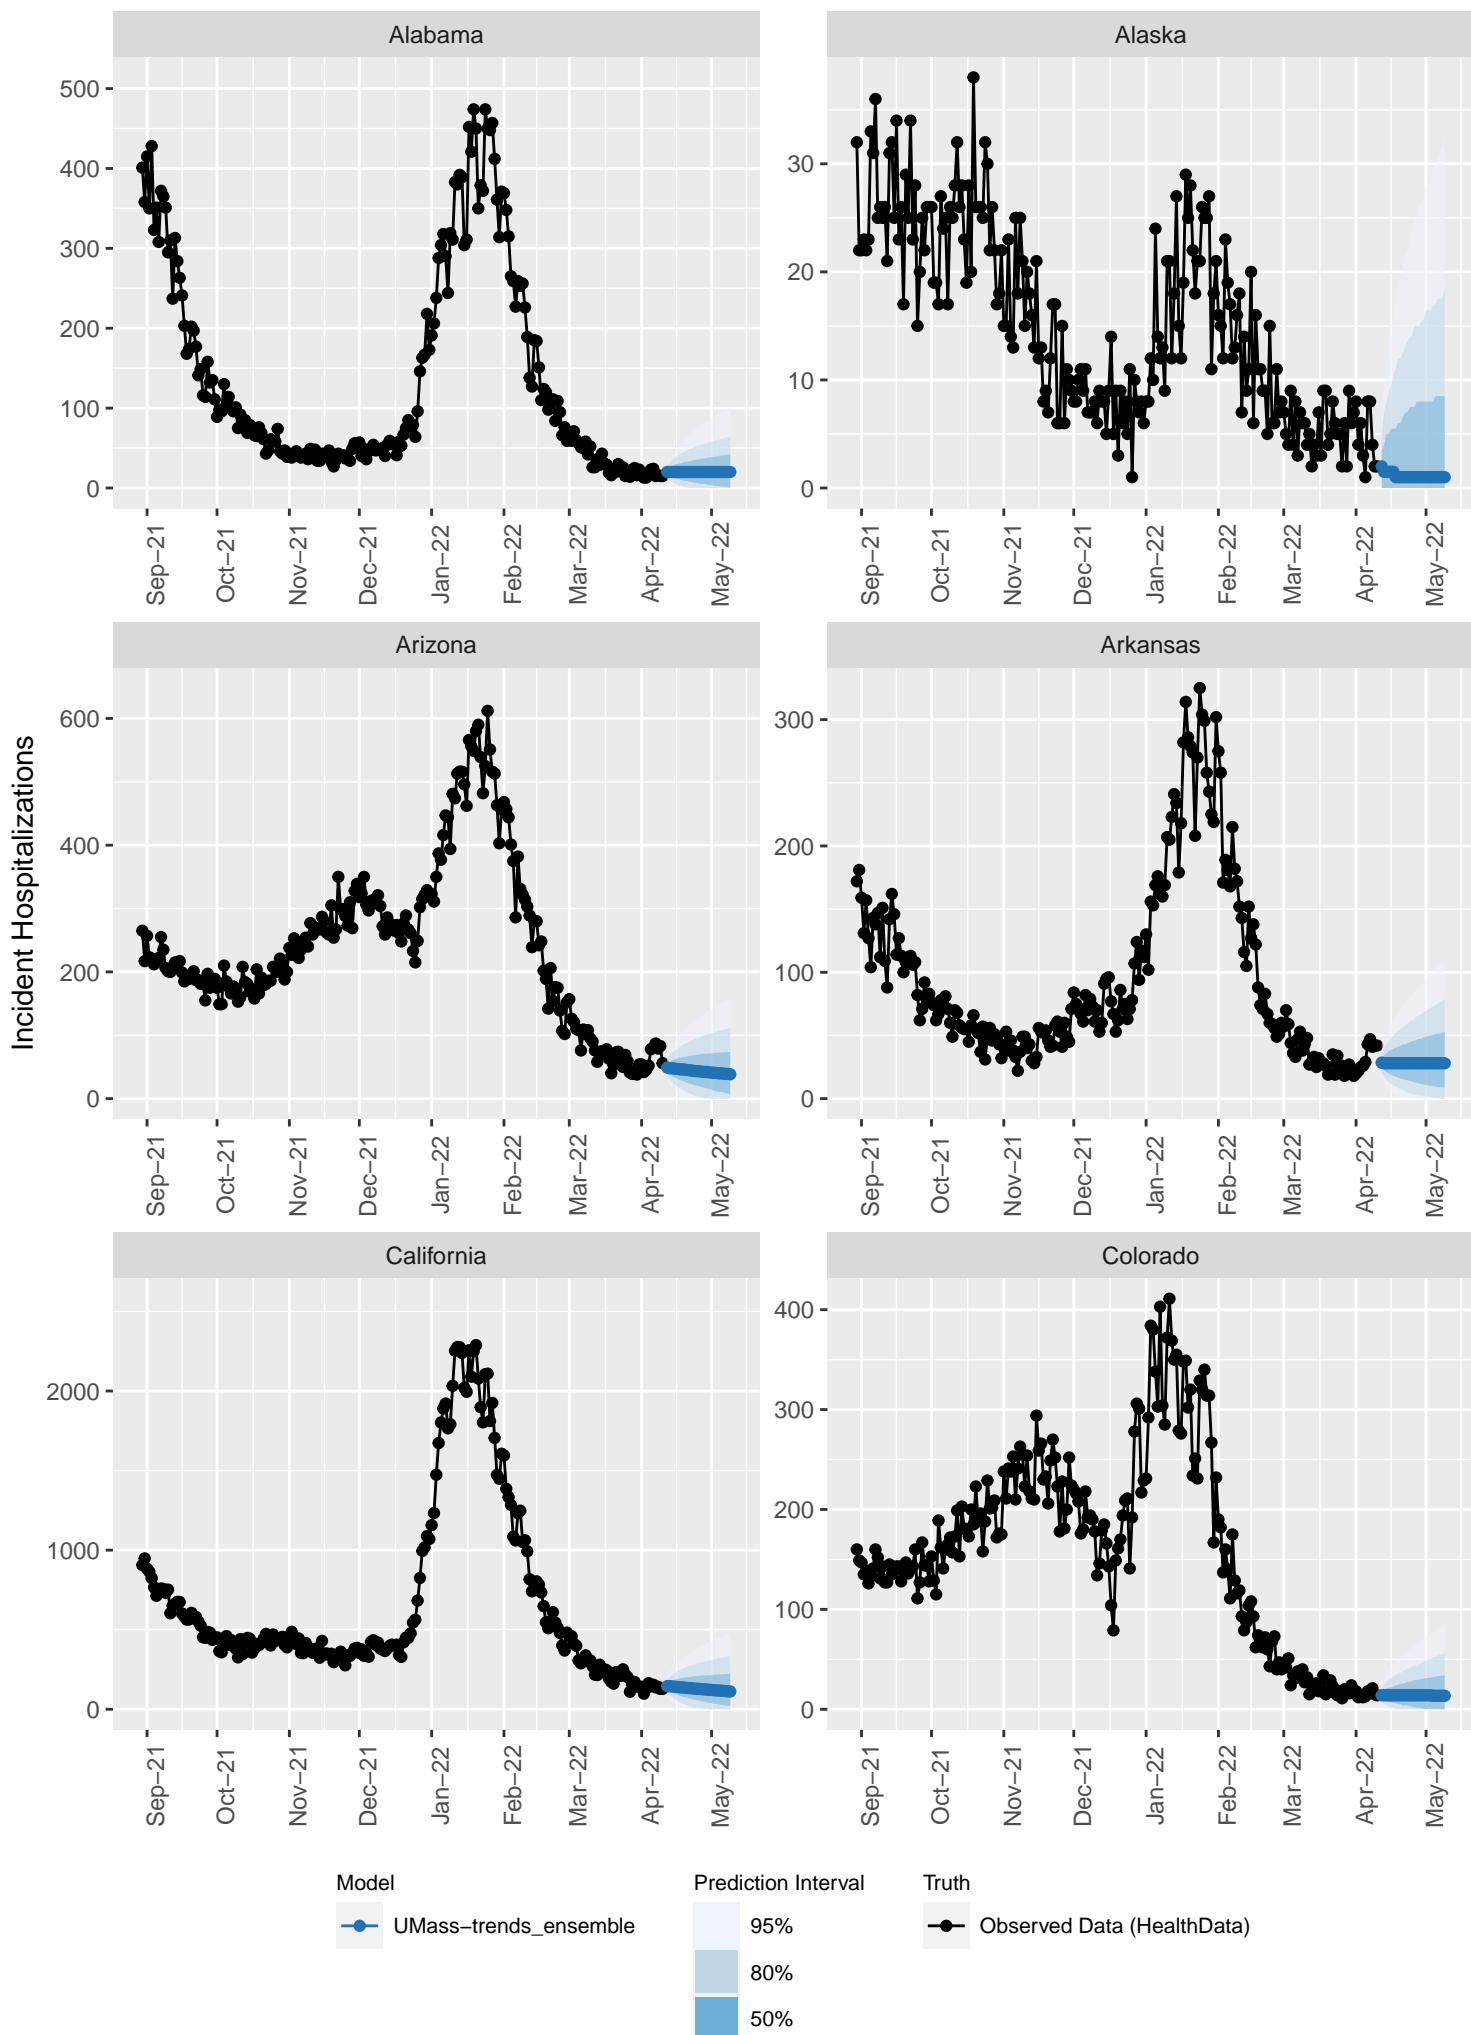 Alabama
Alaska
500
400
300
200
100
0
30
20
10
0
Sep−21
Oct−21
Nov−21
Dec−21
Jan−22
Feb−22
Mar−22
Apr−22
May−22
Sep−21
Oct−21
Nov−21
Dec−21
Jan−22
Feb−22
Mar−22
Apr−22
May−22
Incident Hospitalizations
Arizona
Arkansas
600
400
200
0
300
200
100
0
Sep−21
Oct−21
Nov−21
Dec−21
Jan−22
Feb−22
Mar−22
Apr−22
May−22
Sep−21
Oct−21
Nov−21
Dec−21
Jan−22
Feb−22
Mar−22
Apr−22
May−22
California
Colorado
2000
1000
0
400
300
200
100
0
Sep−21
Oct−21
Nov−21
Dec−21
Jan−22
Feb−22
Mar−22
Apr−22
May−22
Sep−21
Oct−21
Nov−21
Dec−21
Jan−22
Feb−22
Mar−22
Apr−22
May−22
Model
UMass−trends_ensemble
Prediction Interval
95%
80%
50%
Truth
Observed Data (HealthData)